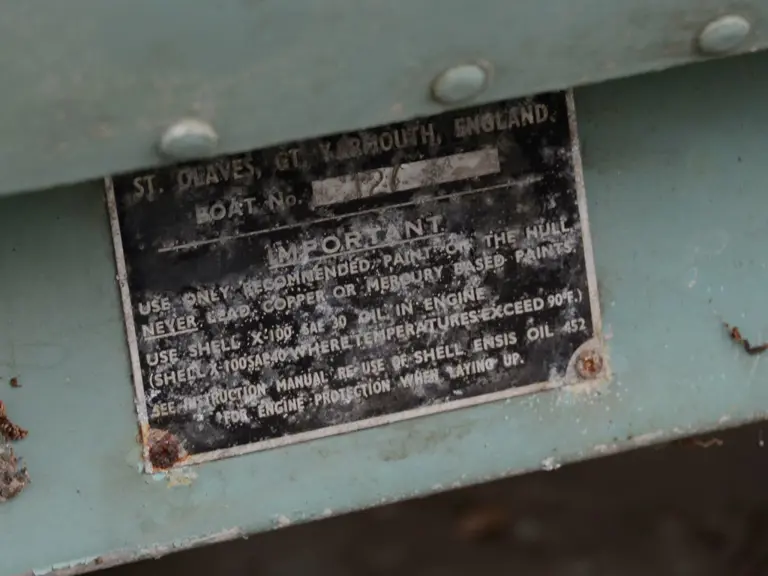 ST. OLAVES, GT. YARMOUTH, ENGLAND.
BOAT No.
IMPORTANT
USE ONLY RECOMMENDED PAINT ON THE HULL
NEVER LEAD, COPPER OR MERCURY BASED PAINTS
USE SHELL X-100 SAE 30 OIL IN ENGINE
(SHELL X-100 SAE 40 WHERE TEMPERATURES EXCEED 90°F.)
SEE INSTRUCTION MANUAL RE: USE OF SHELL ENSIS OIL 452
FOR ENGINE PROTECTION WHEN LAYING UP.